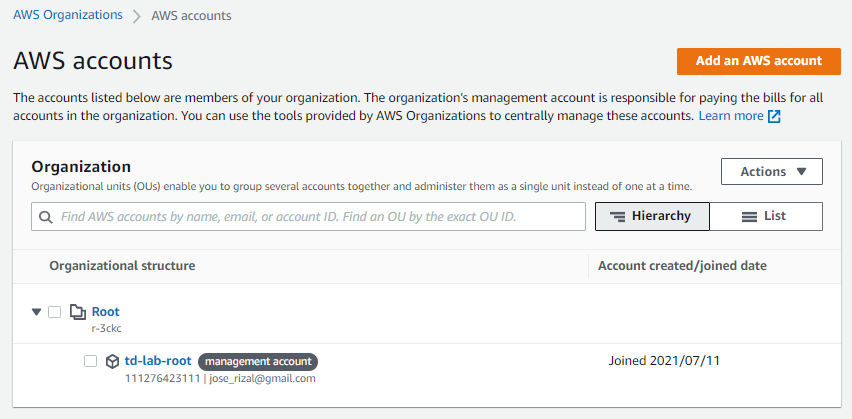 AWS Organizations > AWS accounts
AWS accounts
Add an AWS account
The accounts listed below are members of your organization. The organization's management account is responsible for paying the bills for all
accounts in the organization. You can use the tools provided by AWS Organizations to centrally manage these accounts. Learn more
Organization
Actions
Organizational units (OUs) enable you to group several accounts together and administer them as a single unit instead of one at a time.
Find AWS accounts by name, email, or account ID. Find an OU by the exact OU ID.
Hierarchy
List
Organizational structure
Account created/joined date
Root
r-3ckc
td-lab-root management account
Joined 2021/07/11
111276423111 | jose_rizal@gmail.com